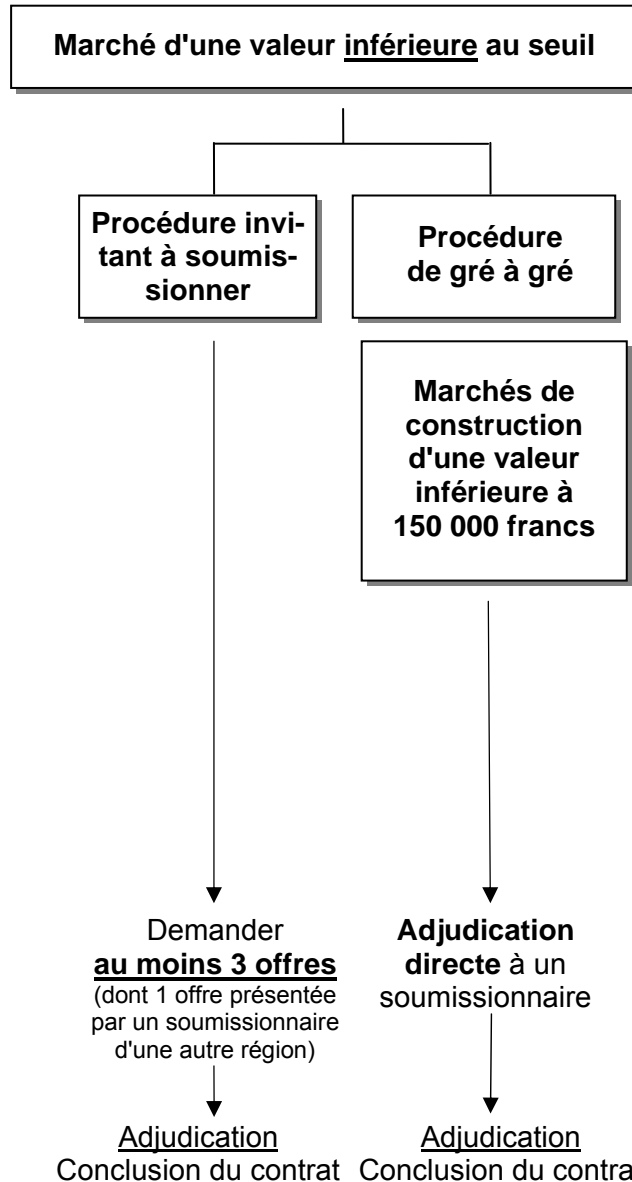 Marché d'une valeur inférieure au seuil
Procédure invi-
tant à soumis-
sionner
Procédure
de gré à gré
Marchés de
construction
d'une valeur
inférieure à
150 000 francs
Demander
au moins 3 offres
(dont 1 offre présentée
par un soumissionnaire
d'une autre région)
Adjudication
Conclusion du contrat
Adjudication
directe à un
soumissionnaire
Adjudication
Conclusion du contra